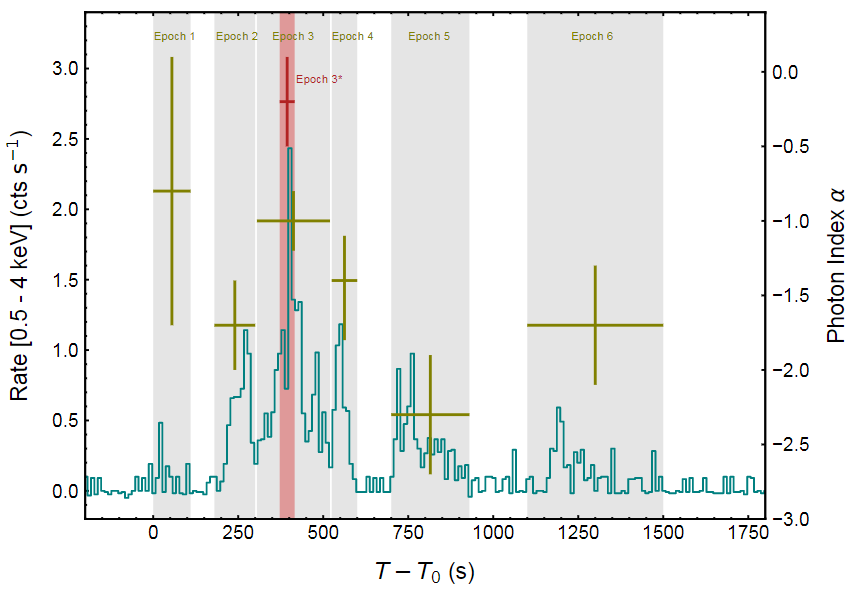 Epoch 1 Epoch 2 Epoch 3 Epoch 4 Epoch 5 Epoch 6
Epoch 3*
3.0
2.5
2.0
1.5
1.0
0.5
0.0
Rate [0.5 - 4 keV] (cts s⁻¹)
0.0
−0.5
−1.0
−1.5
−2.0
−2.5
−3.0
Photon Index α
0 250 500 750 1000 1250 1500 1750
T − T₀ (s)